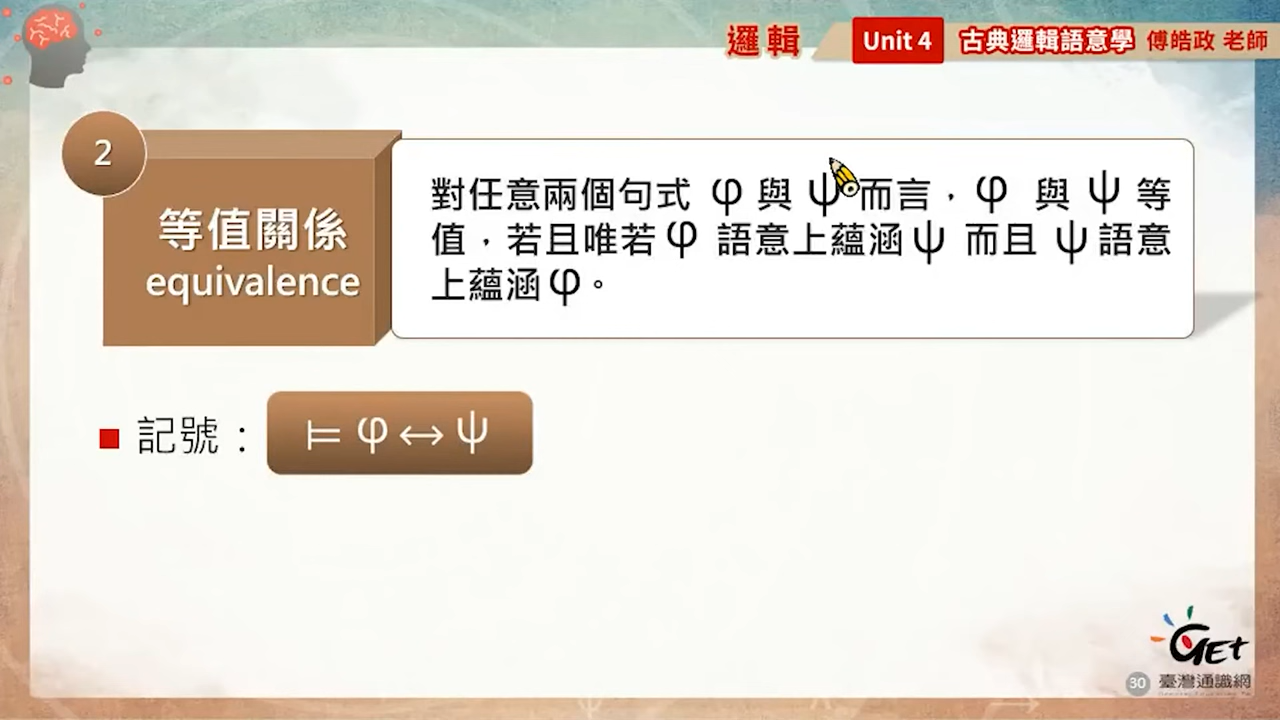 邏輯 Unit 4 古典邏輯語意學 傅皓政 老師
2
等值關係
equivalence
對任意兩個句式 φ 與 ψ 而言，φ 與 ψ 等
值，若且唯若 φ 語意上蘊涵 ψ 而且 ψ 語意
上蘊涵 φ。
記號：⊨ φ ↔ ψ
GET
30 臺灣通識網